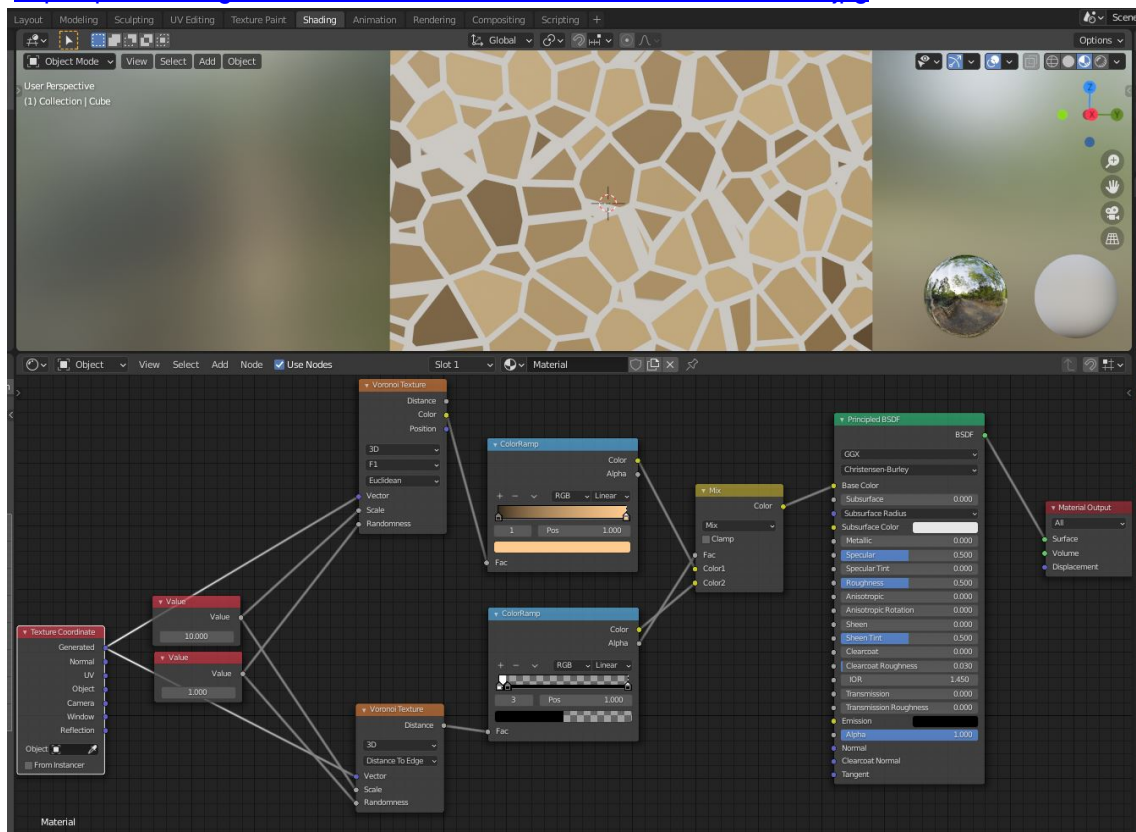 Layout Modeling Sculpting UV Editing Texture Paint Shading Animation Rendering Compositing Scripting + Scene
Global Options
Object Mode View Select Add Object
User Perspective
(1) Collection | Cube
Z
X
Y
Object View Select Add Node Use Nodes Slot 1 Material
Voronoi Texture
Distance
Color
Position
3D
F1
Euclidean
Vector
Scale
Randomness
ColorRamp
Color
Alpha
+ − RGB Linear
1 Pos 1.000
Fac
Mix
Color
Mix
Clamp
Fac
Color1
Color2
Principled BSDF
BSDF
GGX
Christensen-Burley
Base Color
Subsurface 0.000
Subsurface Radius
Subsurface Color
Metallic 0.000
Specular 0.500
Specular Tint 0.000
Roughness 0.500
Anisotropic 0.000
Anisotropic Rotation 0.000
Sheen 0.000
Sheen Tint 0.500
Clearcoat 0.000
Clearcoat Roughness 0.030
IOR 1.450
Transmission 0.000
Transmission Roughness 0.000
Emission
Alpha 1.000
Normal
Clearcoat Normal
Tangent
Material Output
All
Surface
Volume
Displacement
Value
Value
10.000
Value
Value
1.000
Texture Coordinate
Generated
Normal
UV
Object
Camera
Window
Reflection
Object
From Instancer
Voronoi Texture
Distance
3D
Distance To Edge
Vector
Scale
Randomness
ColorRamp
Color
Alpha
+ − RGB Linear
3 Pos 1.000
Fac
Material